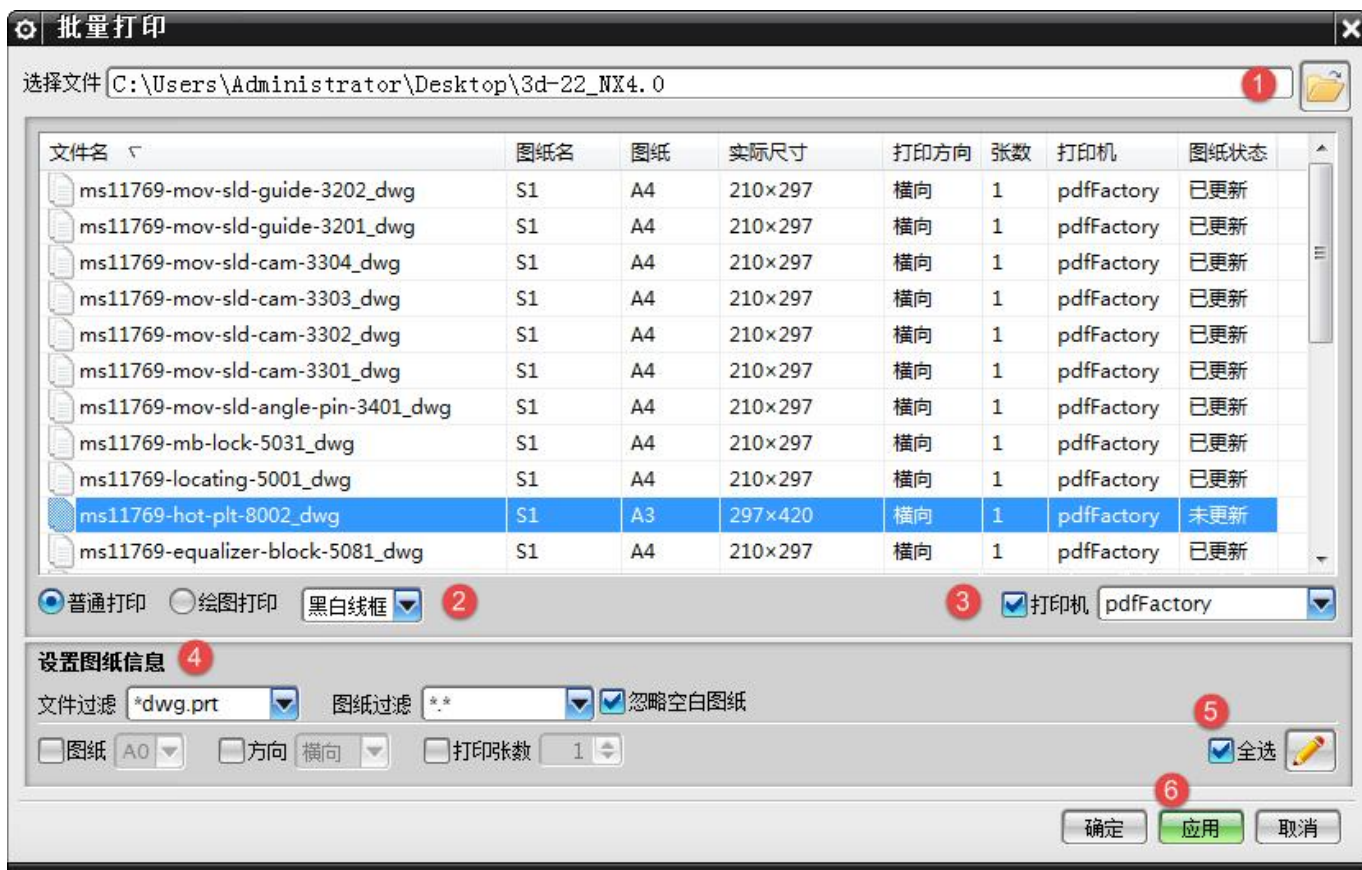 批量打印
选择文件 C:\Users\Administrator\Desktop\3d-22_NX4.0 1
文件名 图纸名 图纸 实际尺寸 打印方向 张数 打印机 图纸状态
ms11769-mov-sld-guide-3202_dwg S1 A4 210×297 横向 1 pdfFactory 已更新
ms11769-mov-sld-guide-3201_dwg S1 A4 210×297 横向 1 pdfFactory 已更新
ms11769-mov-sld-cam-3304_dwg S1 A4 210×297 横向 1 pdfFactory 已更新
ms11769-mov-sld-cam-3303_dwg S1 A4 210×297 横向 1 pdfFactory 已更新
ms11769-mov-sld-cam-3302_dwg S1 A4 210×297 横向 1 pdfFactory 已更新
ms11769-mov-sld-cam-3301_dwg S1 A4 210×297 横向 1 pdfFactory 已更新
ms11769-mov-sld-angle-pin-3401_dwg S1 A4 210×297 横向 1 pdfFactory 已更新
ms11769-mb-lock-5031_dwg S1 A4 210×297 横向 1 pdfFactory 已更新
ms11769-locating-5001_dwg S1 A4 210×297 横向 1 pdfFactory 已更新
ms11769-hot-plt-8002_dwg S1 A3 297×420 横向 1 pdfFactory 未更新
ms11769-equalizer-block-5081_dwg S1 A4 210×297 横向 1 pdfFactory 已更新
普通打印 绘图打印 黑白线框 2 3 打印机 pdfFactory
设置图纸信息 4
文件过滤 *dwg.prt 图纸过滤 *.* 忽略空白图纸
5
图纸 A0 方向 横向 打印张数 1 全选
6
确定 应用 取消